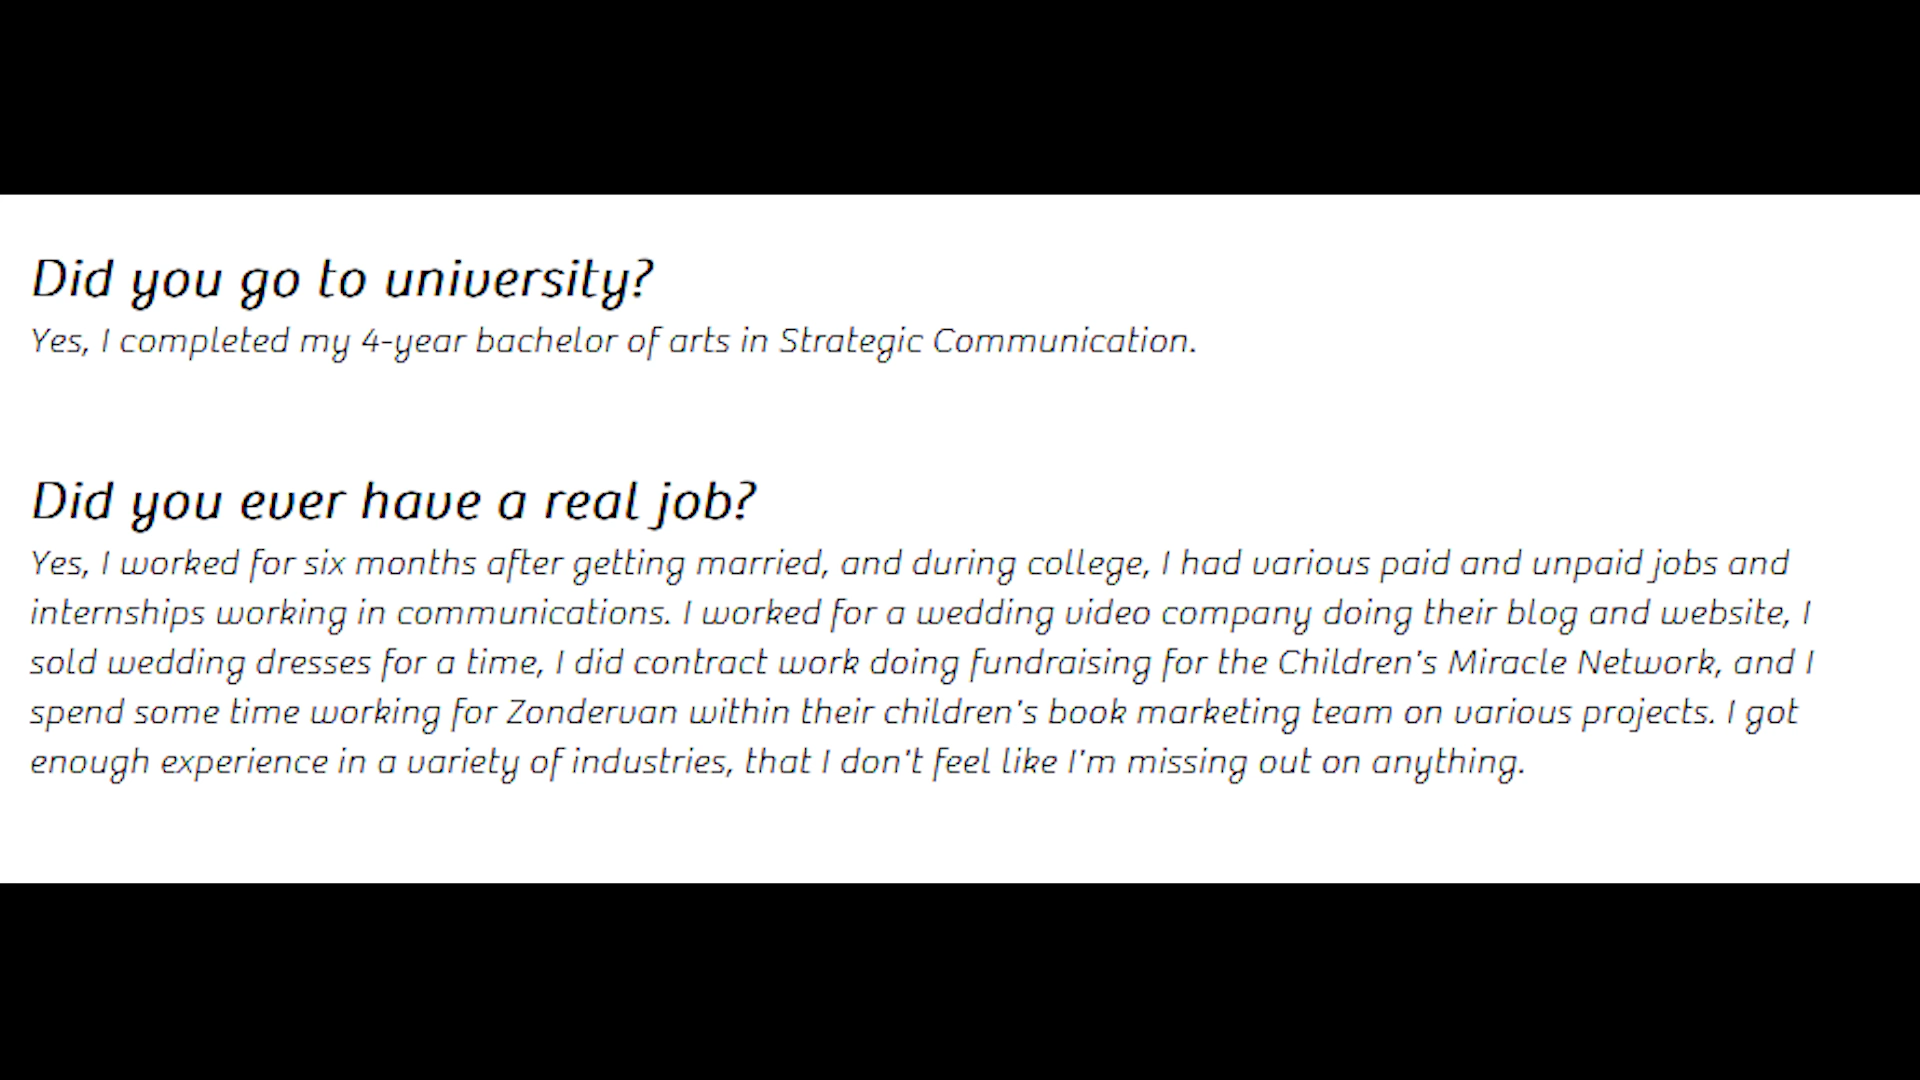 Did you go to university?
Yes, I completed my 4-year bachelor of arts in Strategic Communication.
Did you ever have a real job?
Yes, I worked for six months after getting married, and during college, I had various paid and unpaid jobs and
internships working in communications. I worked for a wedding video company doing their blog and website, I
sold wedding dresses for a time, I did contract work doing fundraising for the Children's Miracle Network, and I
spend some time working for Zondervan within their children's book marketing team on various projects. I got
enough experience in a variety of industries, that I don't feel like I'm missing out on anything.